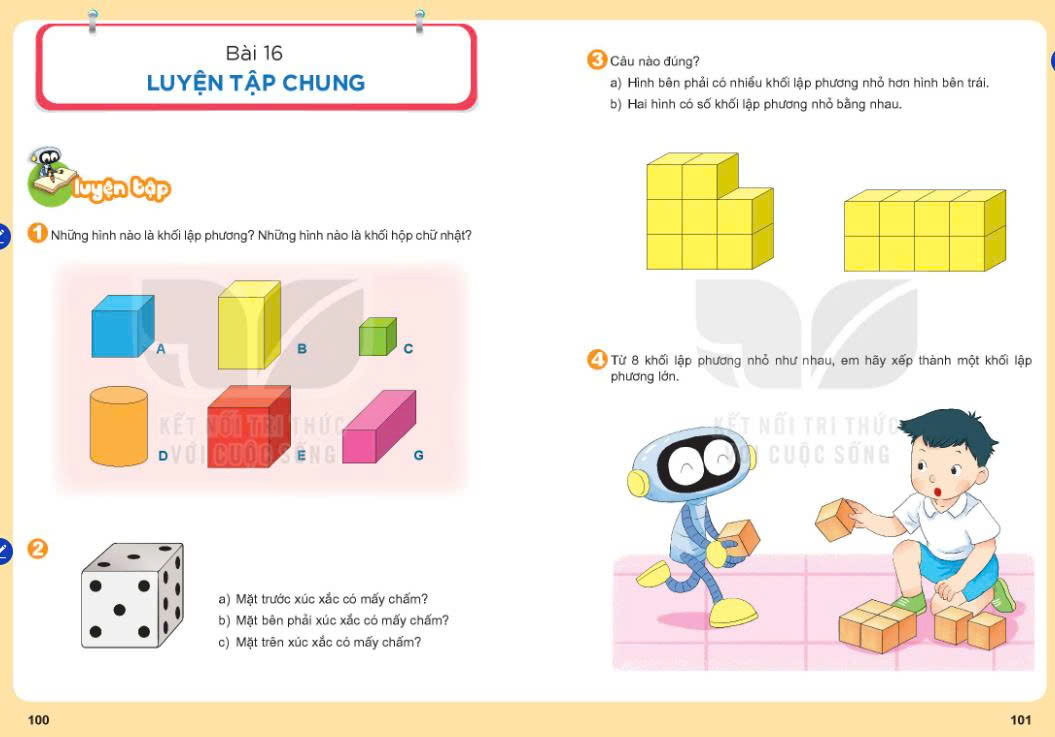 Bài 16
LUYỆN TẬP CHUNG
luyện tập
1 Những hình nào là khối lập phương? Những hình nào là khối hộp chữ nhật?
A
B
C
D
E
G
2
a) Mặt trước xúc xắc có mấy chấm?
b) Mặt bên phải xúc xắc có mấy chấm?
c) Mặt trên xúc xắc có mấy chấm?
100
3 Câu nào đúng?
a) Hình bên phải có nhiều khối lập phương nhỏ hơn hình bên trái.
b) Hai hình có số khối lập phương nhỏ bằng nhau.
4 Từ 8 khối lập phương nhỏ như nhau, em hãy xếp thành một khối lập
phương lớn.
101
KẾT NỐI TRI THỨC
VỚI CUỘC SỐNG
KẾT NỐI TRI THỨC
VỚI CUỘC SỐNG